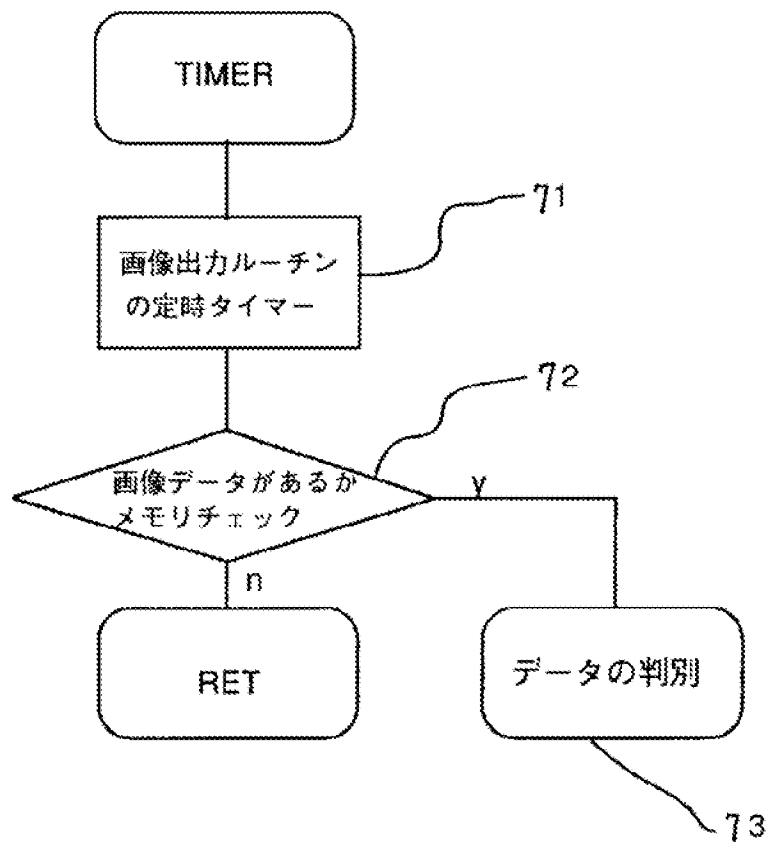 TIMER
71
画像出力ルーチン
の定時タイマー
72
画像データがあるか
メモリチェック
y
n
RET
データの判別
73